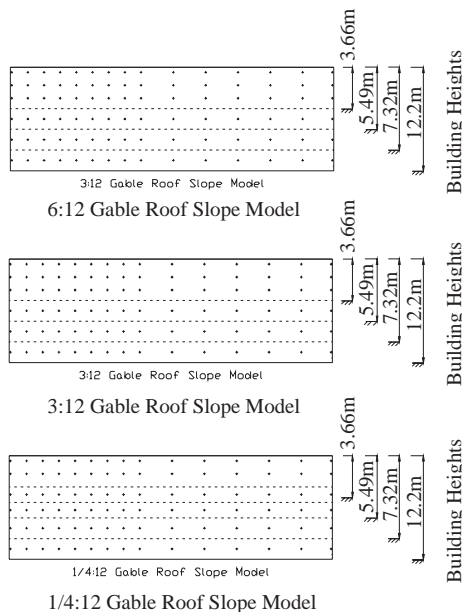 3.66m
5.49m
7.32m
12.2m
Building Heights
3:12 Gable Roof Slope Model
6:12 Gable Roof Slope Model
3.66m
5.49m
7.32m
12.2m
Building Heights
3:12 Gable Roof Slope Model
3:12 Gable Roof Slope Model
3.66m
5.49m
7.32m
12.2m
Building Heights
1/4:12 Gable Roof Slope Model
1/4:12 Gable Roof Slope Model